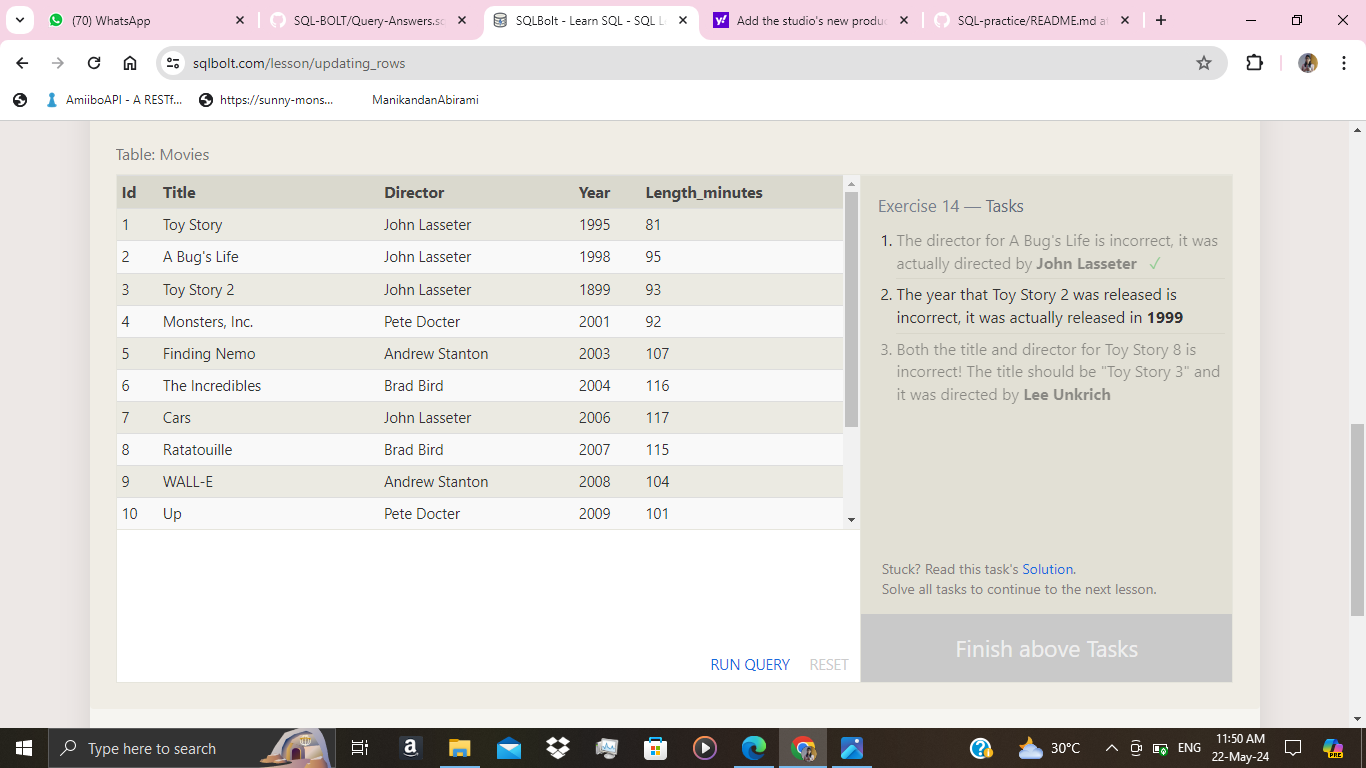 (70) WhatsApp
SQL-BOLT/Query-Answers.sc
SQLBolt - Learn SQL - SQL L
Add the studio's new produc
SQL-practice/README.md at
sqlbolt.com/lesson/updating_rows
AmiiboAPI - A RESTf...
https://sunny-mons...
ManikandanAbirami
Table: Movies
Id Title Director Year Length_minutes
1 Toy Story John Lasseter 1995 81
2 A Bug's Life John Lasseter 1998 95
3 Toy Story 2 John Lasseter 1899 93
4 Monsters, Inc. Pete Docter 2001 92
5 Finding Nemo Andrew Stanton 2003 107
6 The Incredibles Brad Bird 2004 116
7 Cars John Lasseter 2006 117
8 Ratatouille Brad Bird 2007 115
9 WALL-E Andrew Stanton 2008 104
10 Up Pete Docter 2009 101
RUN QUERY RESET
Exercise 14 — Tasks
1. The director for A Bug's Life is incorrect, it was
actually directed by John Lasseter ✓
2. The year that Toy Story 2 was released is
incorrect, it was actually released in 1999
3. Both the title and director for Toy Story 8 is
incorrect! The title should be "Toy Story 3" and
it was directed by Lee Unkrich
Stuck? Read this task's Solution.
Solve all tasks to continue to the next lesson.
Finish above Tasks
Type here to search
30°C
ENG
11:50 AM
22-May-24
PRE